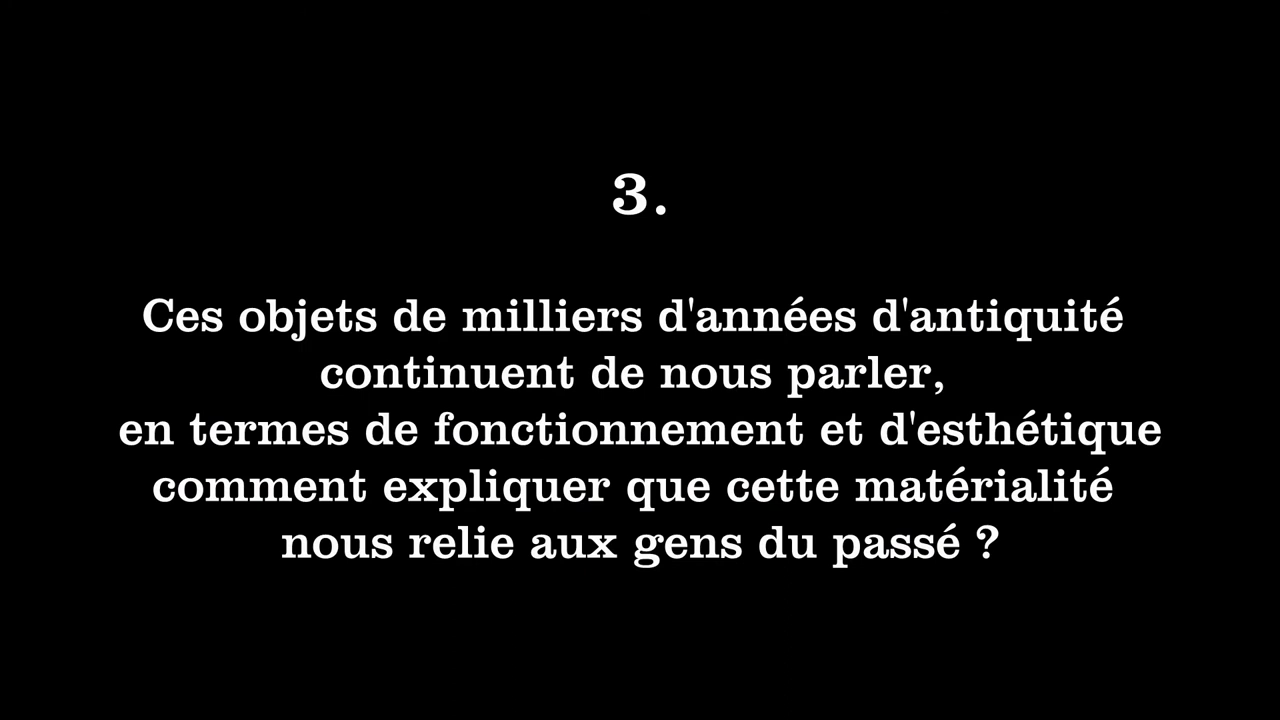 3.
Ces objets de milliers d'années d'antiquité
continuent de nous parler,
en termes de fonctionnement et d'esthétique
comment expliquer que cette matérialité
nous relie aux gens du passé ?